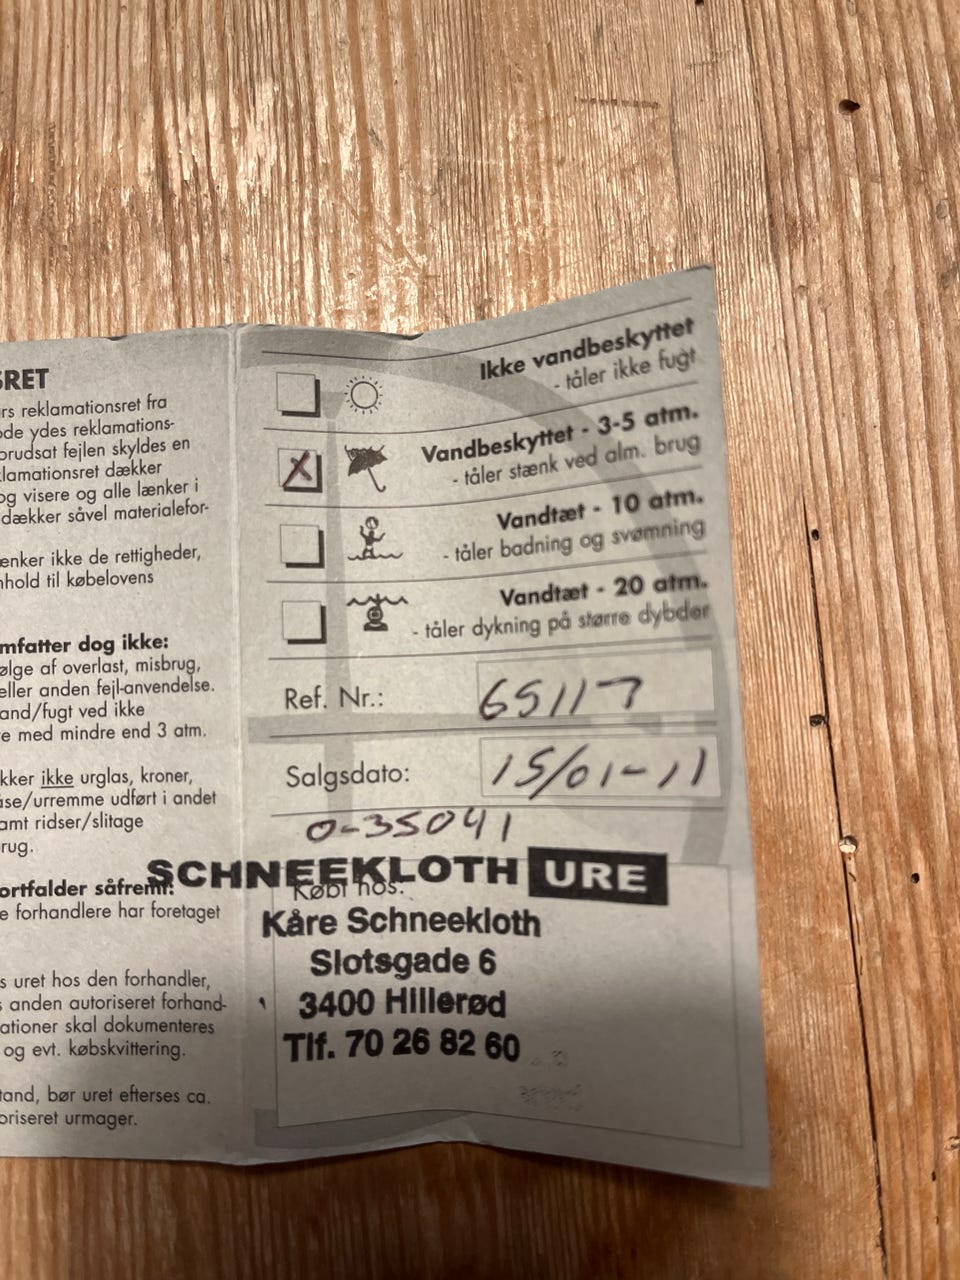 SRET
rs reklamationsret fra
de ydes reklamations-
orudsat fejlen skyldes en
klamationsret dækker
og visere og alle lænker i
dækker såvel materialefor-
enker ikke de rettigheder,
nhold til købelovens
mfatter dog ikke:
ølge af overlast, misbrug,
eller anden fejl-anvendelse.
and/fugt ved ikke
e med mindre end 3 atm.
kker ikke urglas, kroner,
åse/urremme udført i andet
amt ridser/slitage
rug.
ortfalder såfremt:
e forhandlere har foretaget
s uret hos den forhandler,
s anden autoriseret forhand-
ationer skal dokumenteres
og evt. købskvittering.
tand, bør uret efterses ca.
oriseret urmager.
Ikke vandbeskyttet
- tåler ikke fugt
X
Vandbeskyttet - 3-5 atm.
- tåler stænk ved alm. brug
Vandtæt - 10 atm.
- tåler badning og svømning
Vandtæt - 20 atm.
- tåler dykning på større dybder
Ref. Nr.: 65117
Salgsdato: 15/01-11
0-35041
SCHNEEKLOTH URE
Købt hos:
Kåre Schneekloth
Slotsgade 6
3400 Hillerød
Tlf. 70 26 82 60